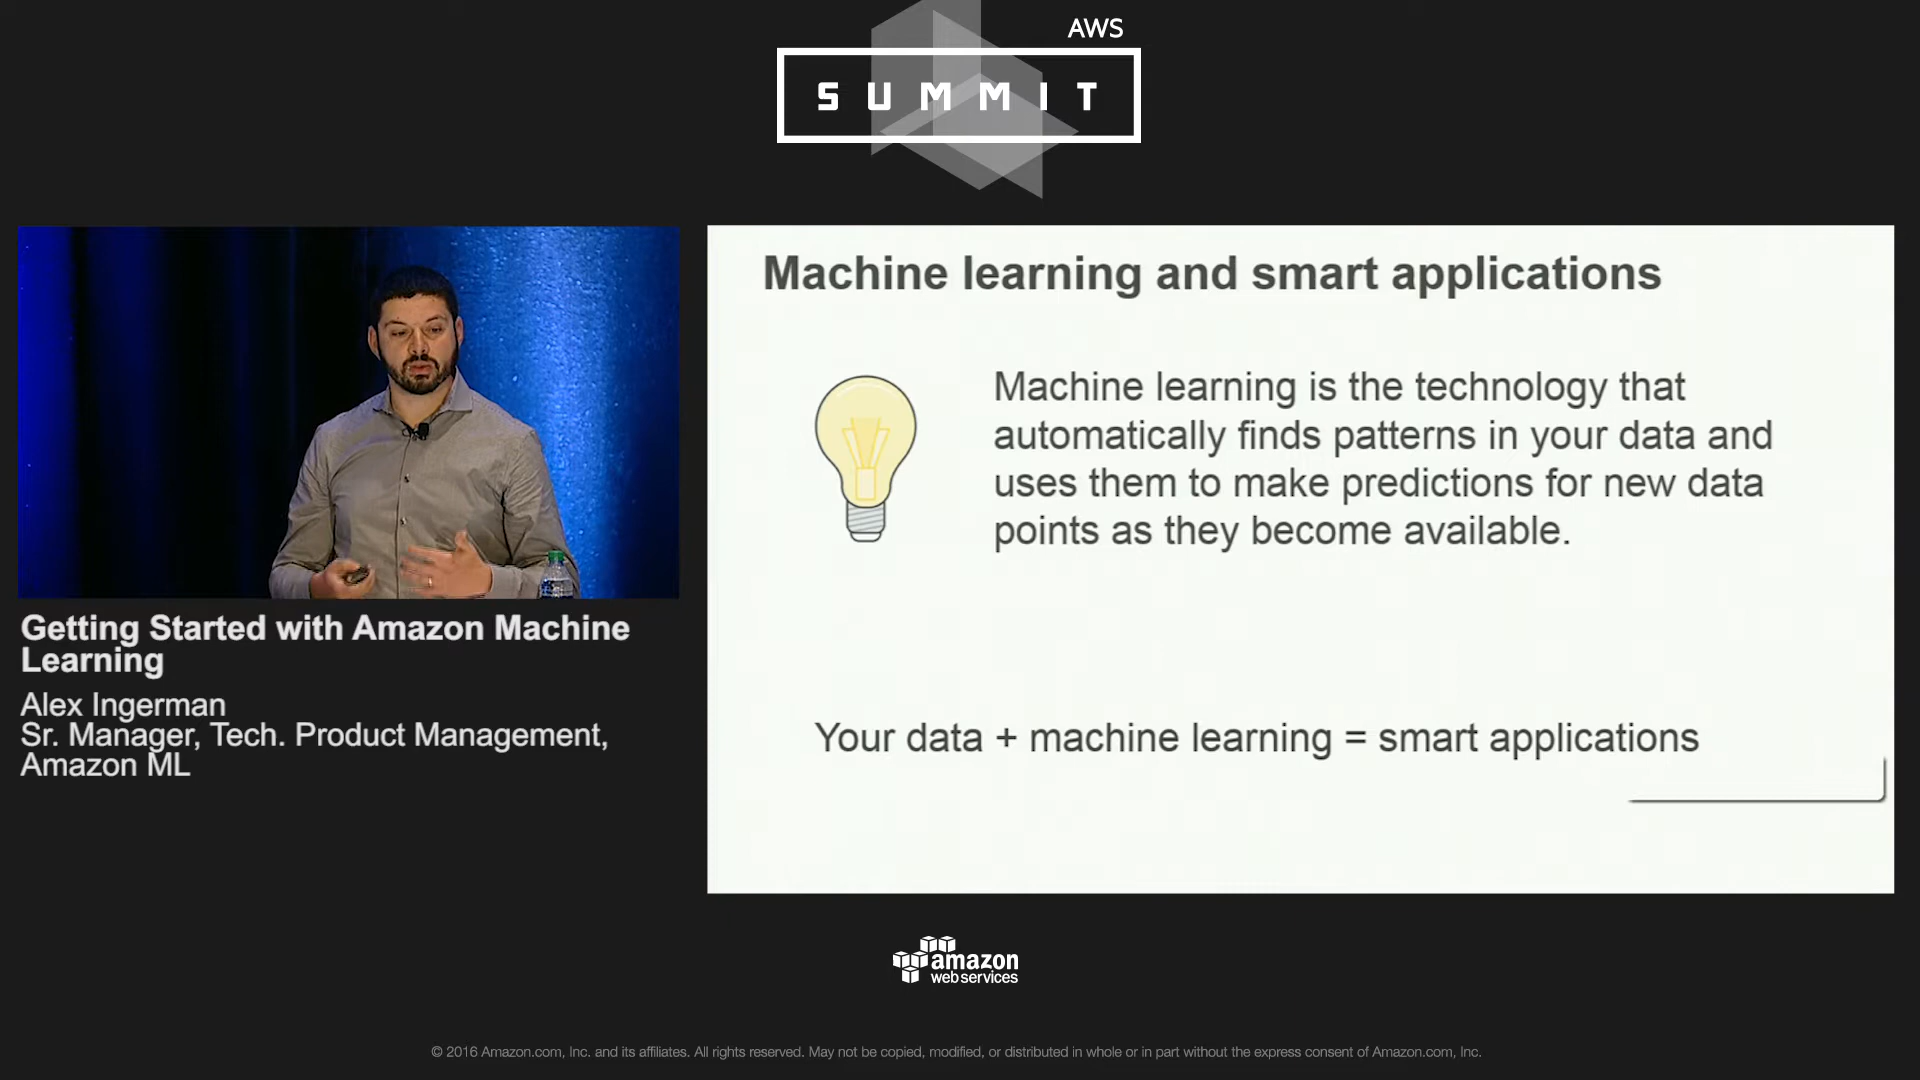 AWS
SUMMIT
Machine learning and smart applications
Machine learning is the technology that
automatically finds patterns in your data and
uses them to make predictions for new data
points as they become available.
Your data + machine learning = smart applications
Getting Started with Amazon Machine
Learning
Alex Ingerman
Sr. Manager, Tech. Product Management,
Amazon ML
amazon
webservices
© 2016 Amazon.com, Inc. and its affiliates. All rights reserved. May not be copied, modified, or distributed in whole or in part without the express consent of Amazon.com, Inc.